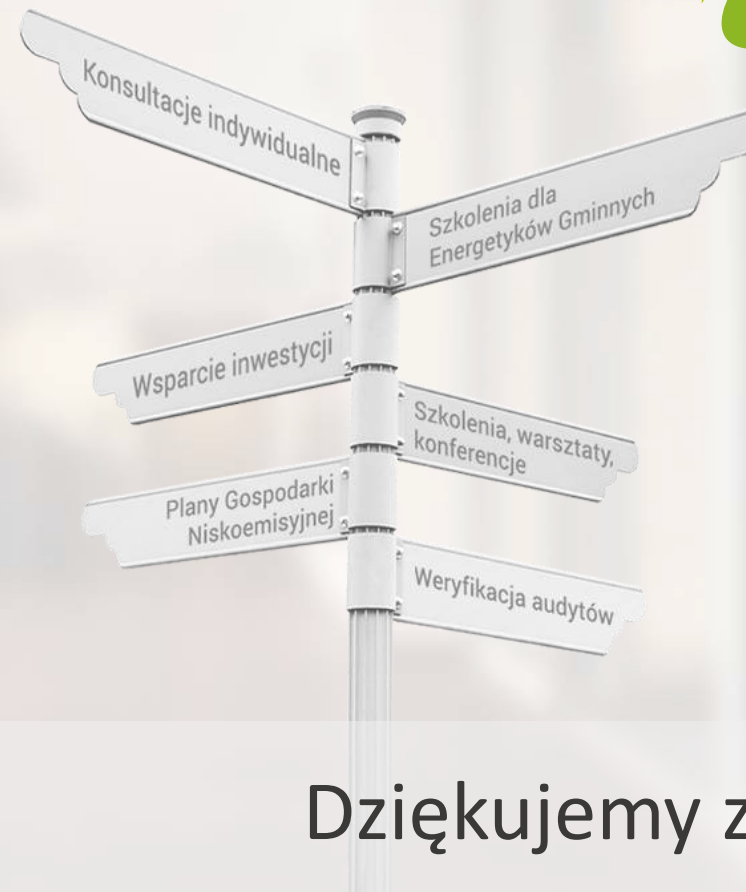 Konsultacje indywidualne
Szkolenia dla
Energetyków Gminnych
Wsparcie inwestycji
Szkolenia, warsztaty,
konferencje
Plany Gospodarki
Niskoemisyjnej
Weryfikacja audytów
Dziękujemy z